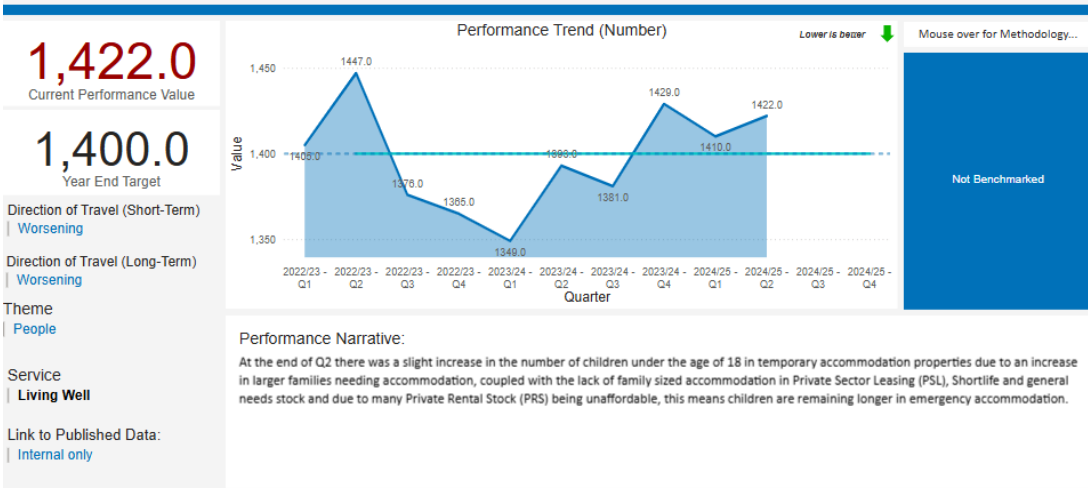 1,422.0
Current Performance Value
1,400.0
Year End Target
Direction of Travel (Short-Term)
Worsening
Direction of Travel (Long-Term)
Worsening
Theme
People
Service
Living Well
Link to Published Data:
Internal only
Performance Trend (Number)
Lower is better
Value
1,450
1,400
1,350
1405.0
1447.0
1376.0
1365.0
1349.0
1393.0
1381.0
1429.0
1410.0
1422.0
2022/23 - 2022/23 - 2022/23 - 2022/23 - 2023/24 - 2023/24 - 2023/24 - 2023/24 - 2024/25 - 2024/25 - 2024/25 - 2024/25 -
Q1 Q2 Q3 Q4 Q1 Q2 Q3 Q4 Q1 Q2 Q3 Q4
Quarter
Mouse over for Methodology...
Not Benchmarked
Performance Narrative:
At the end of Q2 there was a slight increase in the number of children under the age of 18 in temporary accommodation properties due to an increase
in larger families needing accommodation, coupled with the lack of family sized accommodation in Private Sector Leasing (PSL), Shortlife and general
needs stock and due to many Private Rental Stock (PRS) being unaffordable, this means children are remaining longer in emergency accommodation.